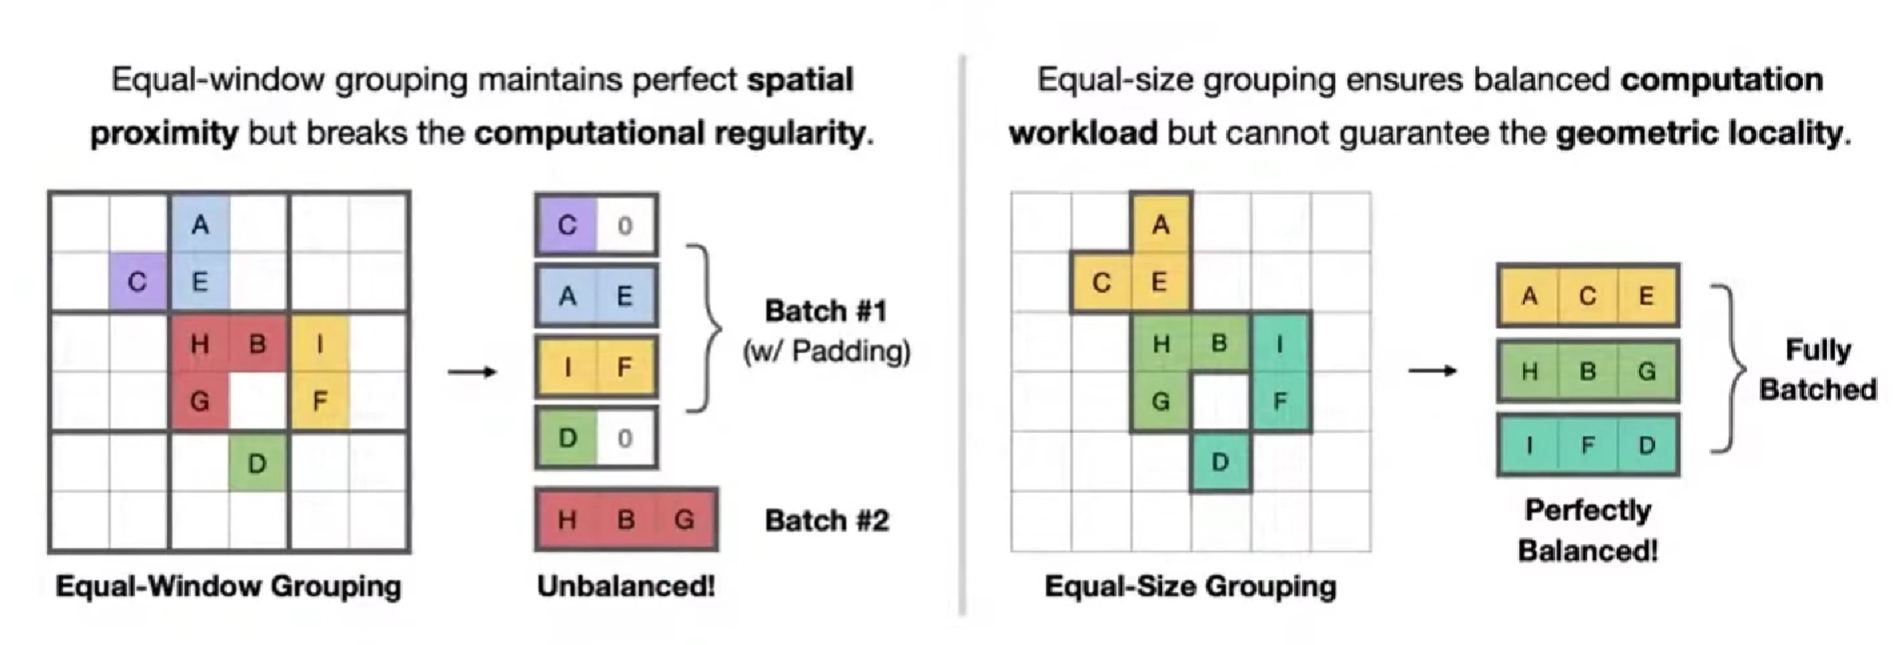 Equal-window grouping maintains perfect spatial
proximity but breaks the computational regularity.
A
C E
H B I
G F
D
C 0
A E
I F
D 0
H B G
Batch #1
(w/ Padding)
Batch #2
Equal-Window Grouping
Unbalanced!
Equal-size grouping ensures balanced computation
workload but cannot guarantee the geometric locality.
A
C E
H B I
G F
D
A C E
H B G
I F D
Fully
Batched
Perfectly
Balanced!
Equal-Size Grouping